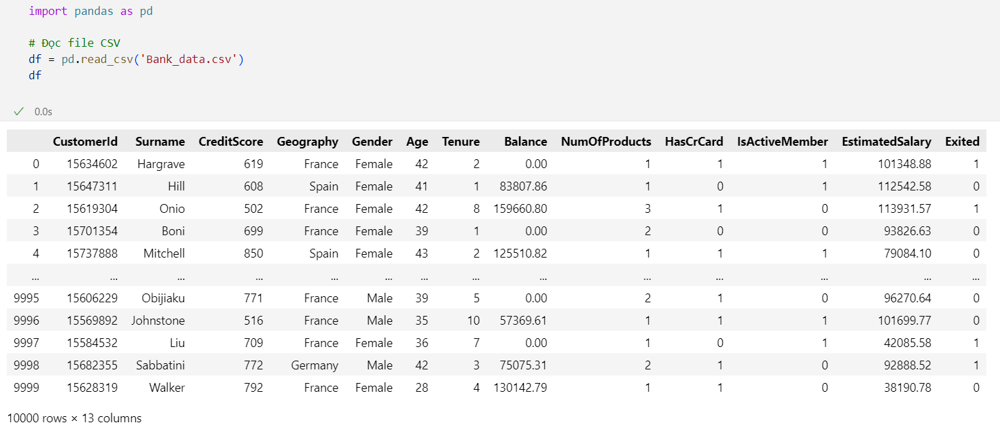 import pandas as pd
# Đọc file CSV
df = pd.read_csv('Bank_data.csv')
df
0.0s
CustomerId Surname CreditScore Geography Gender Age Tenure Balance NumOfProducts HasCrCard IsActiveMember EstimatedSalary Exited
0 15634602 Hargrave 619 France Female 42 2 0.00 1 1 1 101348.88 1
1 15647311 Hill 608 Spain Female 41 1 83807.86 1 0 1 112542.58 0
2 15619304 Onio 502 France Female 42 8 159660.80 3 1 0 113931.57 1
3 15701354 Boni 699 France Female 39 1 0.00 2 0 0 93826.63 0
4 15737888 Mitchell 850 Spain Female 43 2 125510.82 1 1 1 79084.10 0
... ... ... ... ... ... ... ... ... ... ... ... ... ...
9995 15606229 Obijiaku 771 France Male 39 5 0.00 2 1 0 96270.64 0
9996 15569892 Johnstone 516 France Male 35 10 57369.61 1 1 1 101699.77 0
9997 15584532 Liu 709 France Female 36 7 0.00 1 0 1 42085.58 1
9998 15682355 Sabbatini 772 Germany Male 42 3 75075.31 2 1 0 92888.52 1
9999 15628319 Walker 792 France Female 28 4 130142.79 1 1 0 38190.78 0
10000 rows × 13 columns